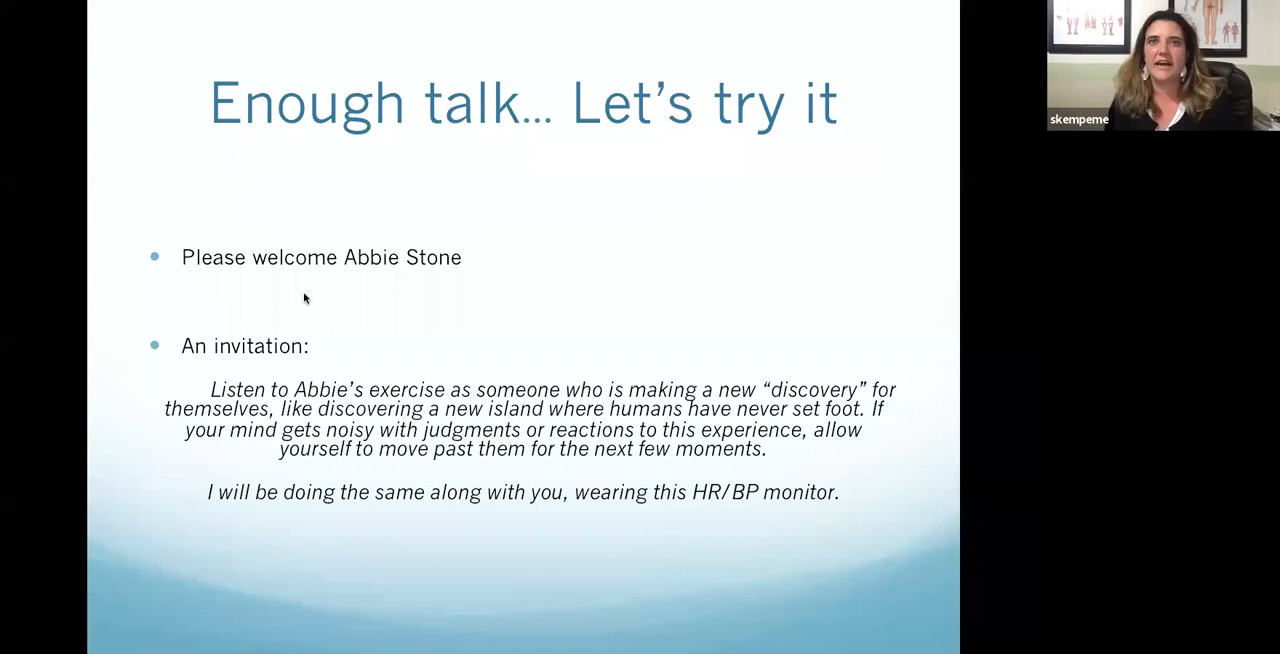 Enough talk... Let's try it
Please welcome Abbie Stone
An invitation:
Listen to Abbie's exercise as someone who is making a new “discovery” for
themselves, like discovering a new island where humans have never set foot. If
your mind gets noisy with judgments or reactions to this experience, allow
yourself to move past them for the next few moments.
I will be doing the same along with you, wearing this HR/BP monitor.
skempeme